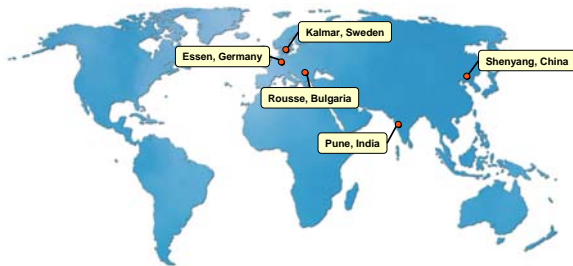 Kalmar, Sweden
Essen, Germany
Shenyang, China
Rousse, Bulgaria
Pune, India